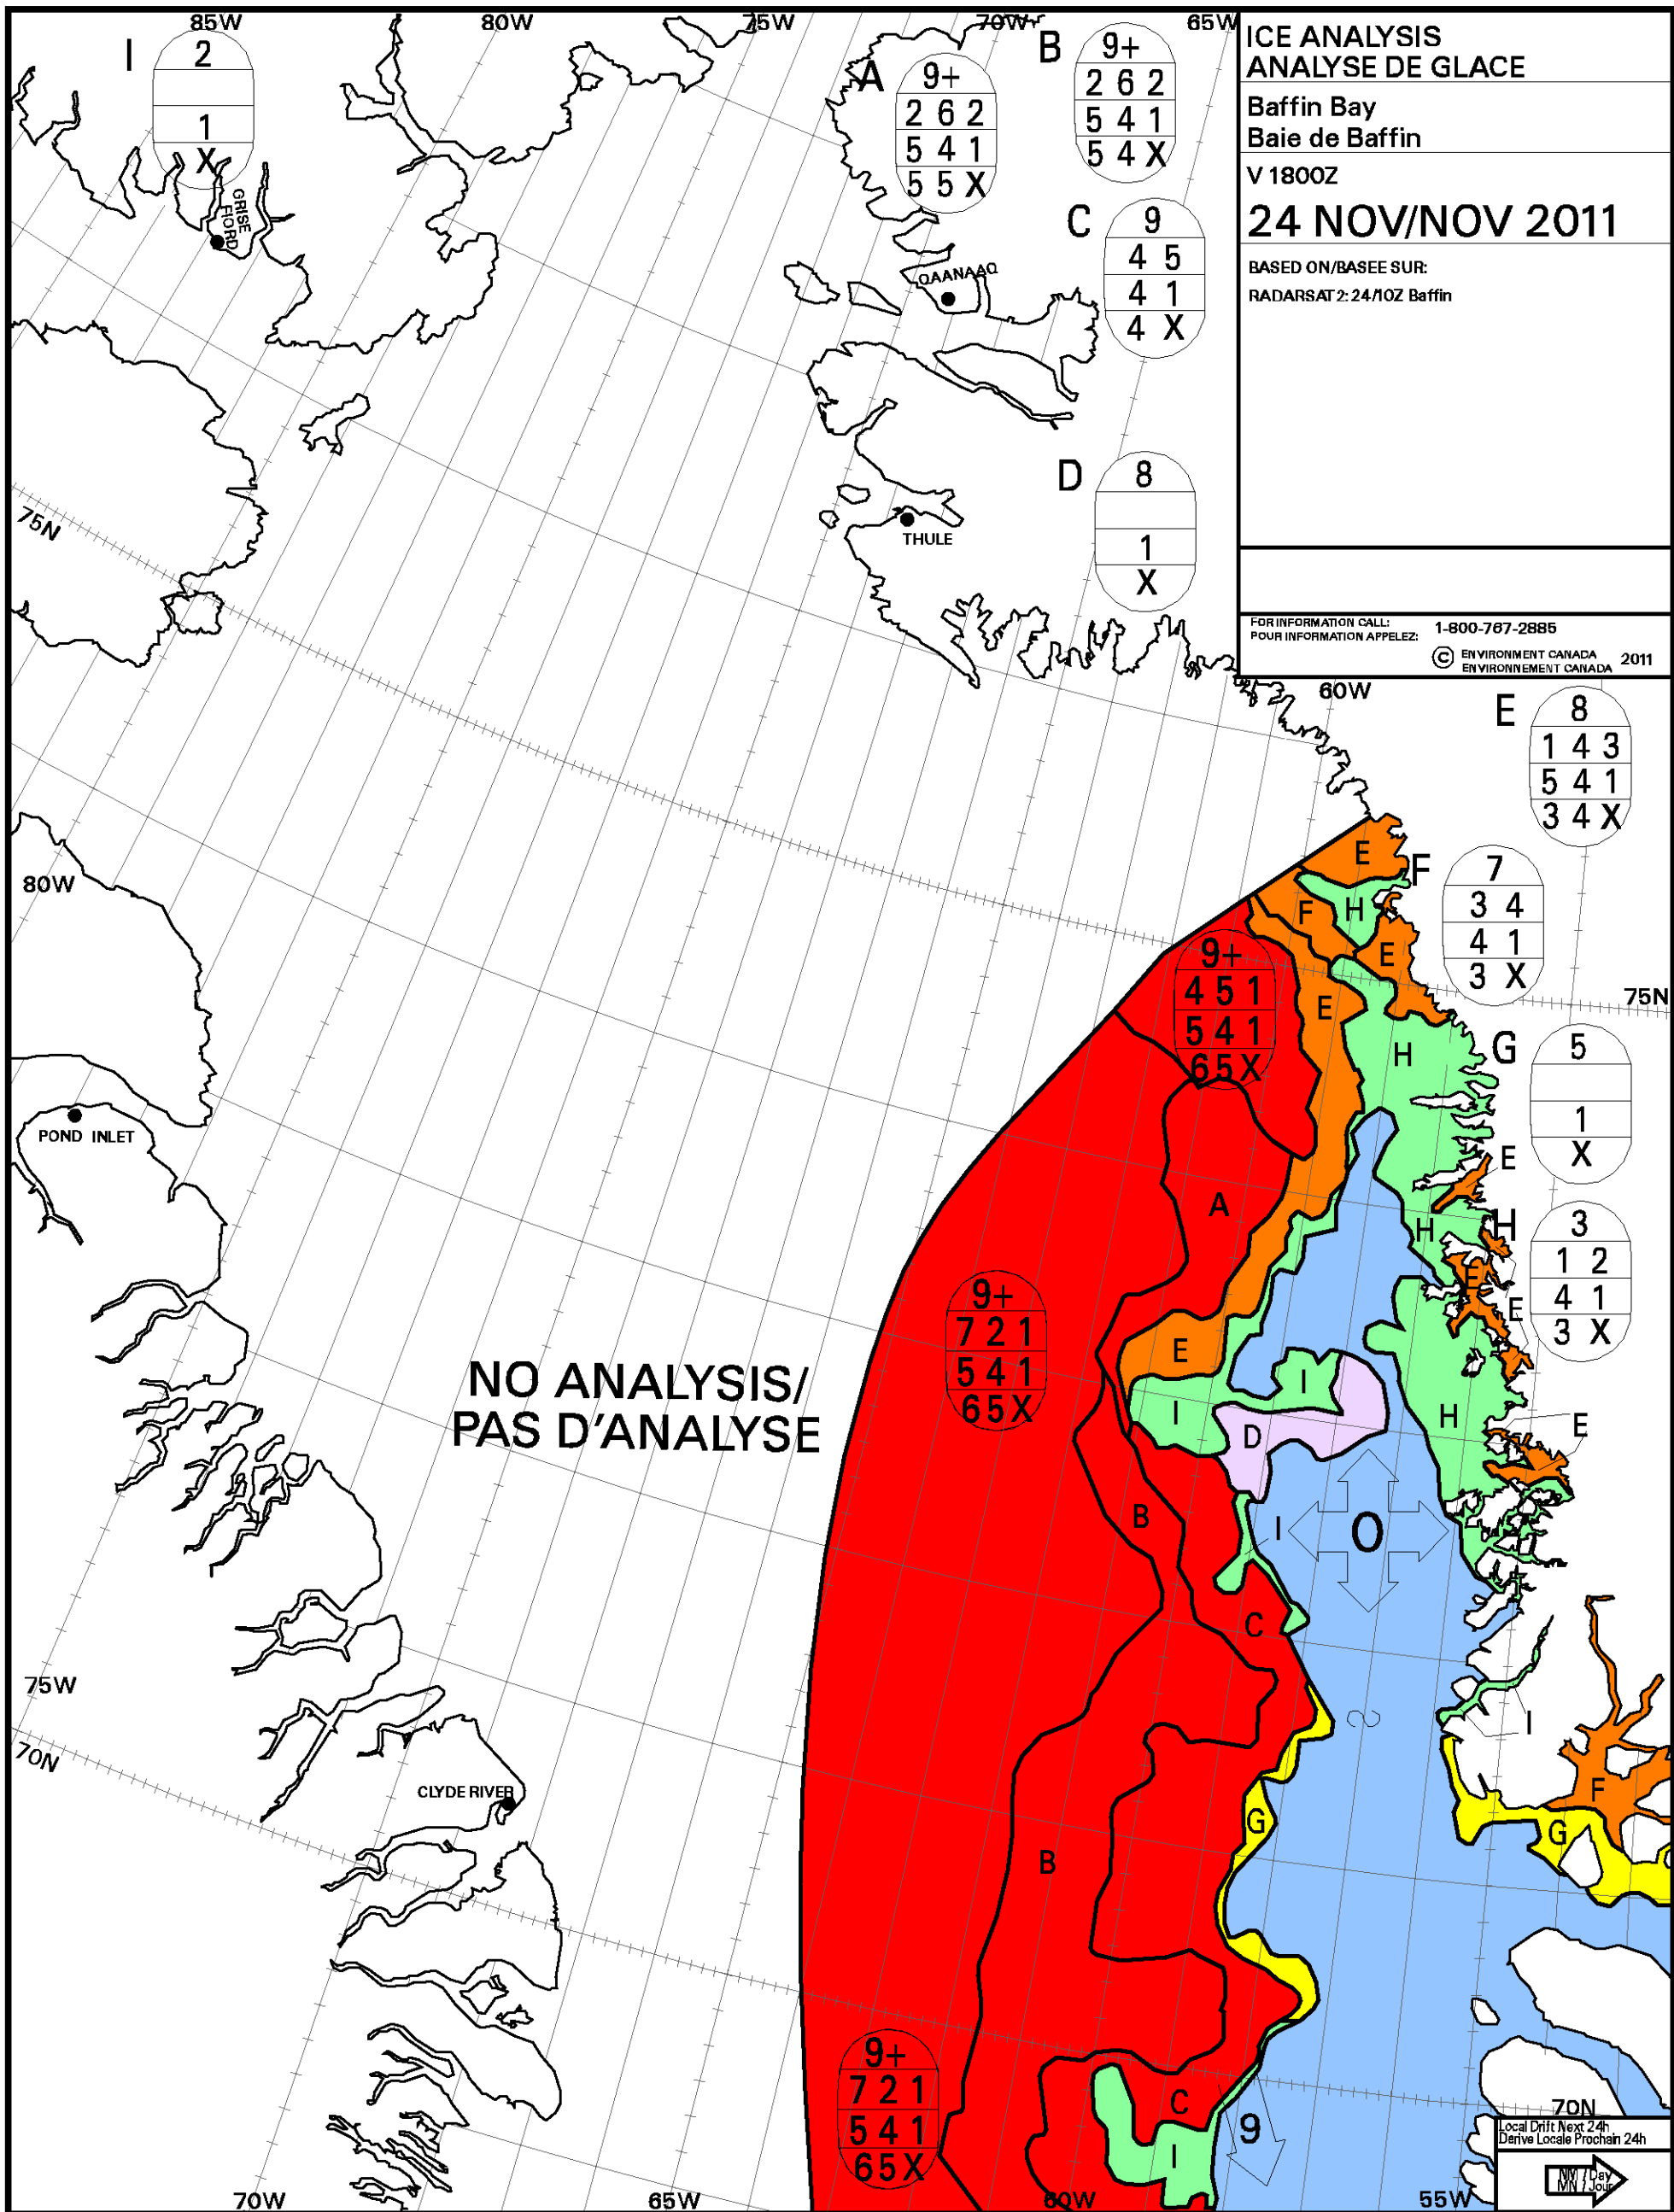 85W
80W
75W
70W
65W
I
2
1
X
A
9+
2 6 2
5 4 1
5 5 X
B
9+
2 6 2
5 4 1
5 4 X
C
9
4 5
4 1
4 X
D
8
1
X
ICE ANALYSIS
ANALYSE DE GLACE
Baffin Bay
Baie de Baffin
V 1800Z
24 NOV/NOV 2011
BASED ON/BASEE SUR:
RADARSAT2: 24/10Z Baffin
FOR INFORMATION CALL:
POUR INFORMATION APPELEZ:
1-800-767-2885
© ENVIRONMENT CANADA
ENVIRONNEMENT CANADA
2011
GRISE
FIORD
QAANAAQ
THULE
75N
60W
E
8
1 4 3
5 4 1
3 4 X
F
7
3 4
4 1
3 X
75N
G
5
1
X
H
3
1 2
4 1
3 X
80W
POND INLET
E
F
H
E
9+
4 5 1
5 4 1
6 5 X
E
H
E
A
H
E
E
9+
7 2 1
5 4 1
6 5 X
NO ANALYSIS/
PAS D'ANALYSE
E
I
I
D
H
E
B
I
O
C
75W
I
70N
CLYDE RIVER
F
G
G
B
9+
7 2 1
5 4 1
6 5 X
C
I
9
70N
Local Drift Next 24h
Derive Locale Prochain 24h
NM / Day
MN / Jour
70W
65W
60W
55W